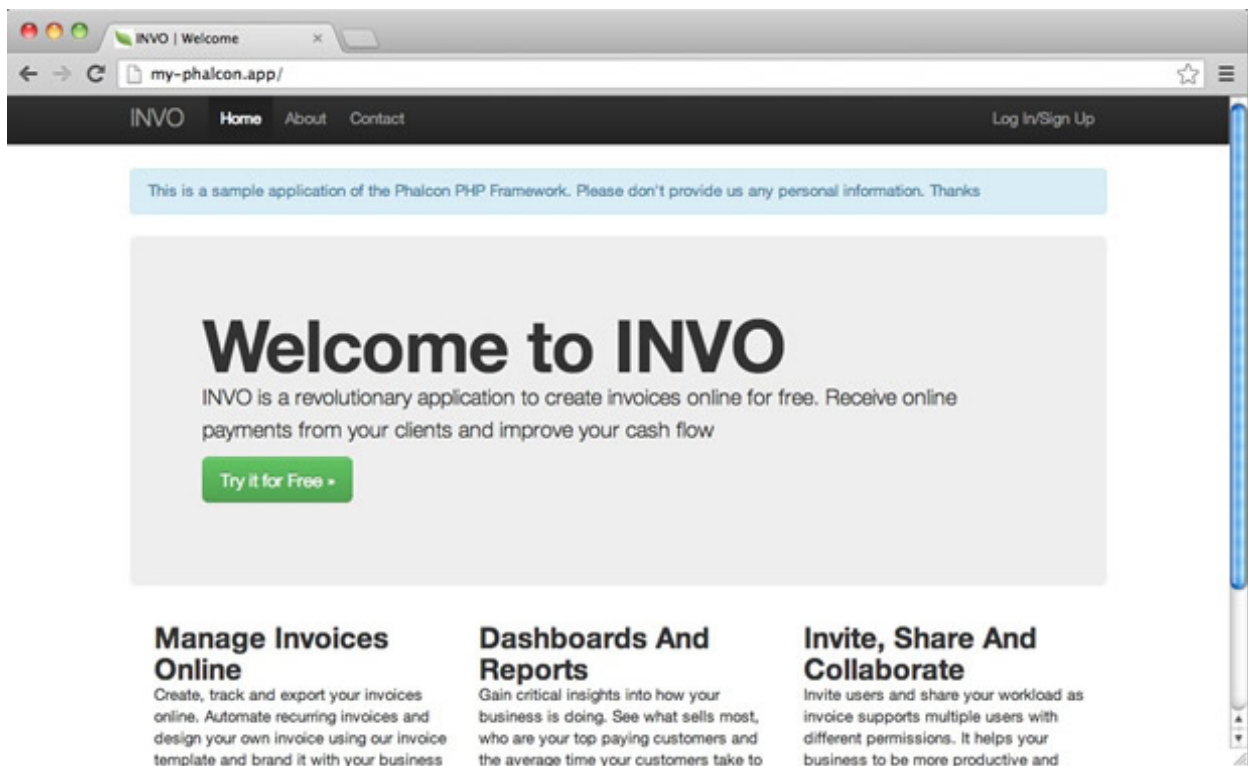 INVO | Welcome
my-phalcon.app/
INVO Home About Contact Log In/Sign Up
This is a sample application of the Phalcon PHP Framework. Please don't provide us any personal information. Thanks
Welcome to INVO
INVO is a revolutionary application to create invoices online for free. Receive online
payments from your clients and improve your cash flow
Try it for Free »
Manage Invoices
Online
Create, track and export your invoices
online. Automate recurring invoices and
design your own invoice using our invoice
template and brand it with your business
Dashboards And
Reports
Gain critical insights into how your
business is doing. See what sells most,
who are your top paying customers and
the average time your customers take to
Invite, Share And
Collaborate
Invite users and share your workload as
invoice supports multiple users with
different permissions. It helps your
business to be more productive and